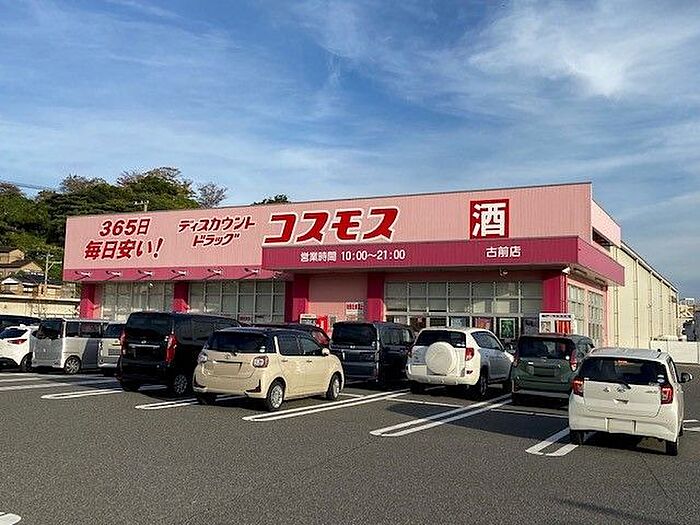 365日
毎日安い!
ディスカウント
ドラッグ
コスモス
営業時間 10:00〜21:00
酒
古前店